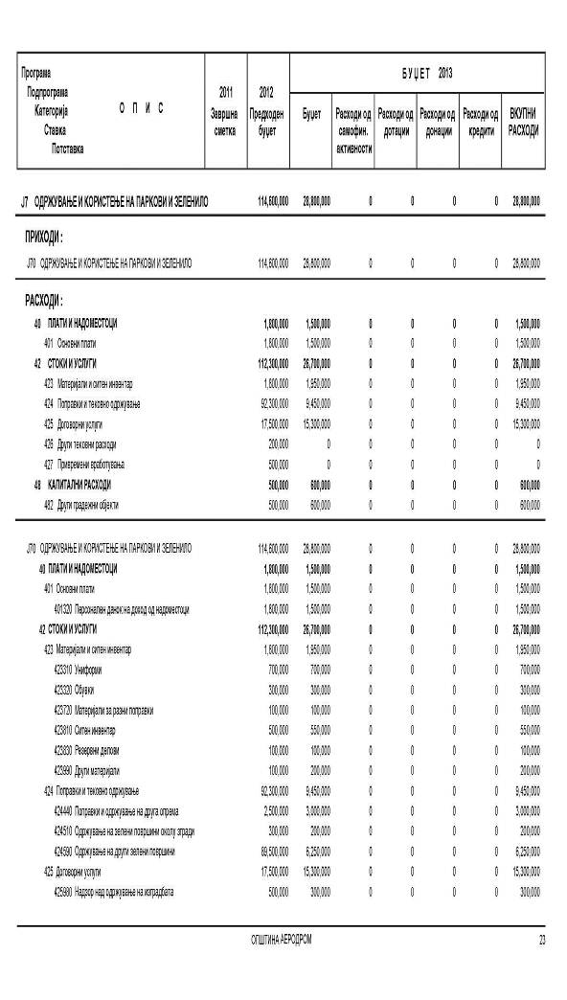 Програма БУЏЕТ 2013
Подпрограма 2011 2012
Категорија О П И С Завршна Предходен Буџет Расходи од Расходи од Расходи од Расходи од ВКУПНИ
Ставка сметка буџет самофин. дотации донации кредити РАСХОДИ
Потставка активности
Ј7 ОДРЖУВАЊЕ И КОРИСТЕЊЕ НА ПАРКОВИ И ЗЕЛЕНИЛО 114,600,000 28,800,000 0 0 0 0 28,800,000
ПРИХОДИ :
Ј70 ОДРЖУВАЊЕ И КОРИСТЕЊЕ НА ПАРКОВИ И ЗЕЛЕНИЛО 114,600,000 28,800,000 0 0 0 0 28,800,000
РАСХОДИ :
40 ПЛАТИ И НАДОМЕСТОЦИ 1,800,000 1,500,000 0 0 0 0 1,500,000
401 Основни плати 1,800,000 1,500,000 0 0 0 0 1,500,000
42 СТОКИ И УСЛУГИ 112,300,000 26,700,000 0 0 0 0 26,700,000
423 Материјали и ситен инвентар 1,800,000 1,950,000 0 0 0 0 1,950,000
424 Поправки и тековно одржување 92,300,000 9,450,000 0 0 0 0 9,450,000
425 Договорни услуги 17,500,000 15,300,000 0 0 0 0 15,300,000
426 Други тековни расходи 200,000 0 0 0 0 0 0
427 Привремени вработувања 500,000 0 0 0 0 0 0
48 КАПИТАЛНИ РАСХОДИ 500,000 600,000 0 0 0 0 600,000
482 Други градежни објекти 500,000 600,000 0 0 0 0 600,000
Ј70 ОДРЖУВАЊЕ И КОРИСТЕЊЕ НА ПАРКОВИ И ЗЕЛЕНИЛО 114,600,000 28,800,000 0 0 0 0 28,800,000
40 ПЛАТИ И НАДОМЕСТОЦИ 1,800,000 1,500,000 0 0 0 0 1,500,000
401 Основни плати 1,800,000 1,500,000 0 0 0 0 1,500,000
401320 Персонален данок на доход од надоместоци 1,800,000 1,500,000 0 0 0 0 1,500,000
42 СТОКИ И УСЛУГИ 112,300,000 26,700,000 0 0 0 0 26,700,000
423 Материјали и ситен инвентар 1,800,000 1,950,000 0 0 0 0 1,950,000
423310 Униформи 700,000 700,000 0 0 0 0 700,000
423320 Обувки 300,000 300,000 0 0 0 0 300,000
423720 Материјали за разни поправки 100,000 100,000 0 0 0 0 100,000
423810 Ситен инвентар 500,000 550,000 0 0 0 0 550,000
423830 Резервни делови 100,000 100,000 0 0 0 0 100,000
423990 Други материјали 100,000 200,000 0 0 0 0 200,000
424 Поправки и тековно одржување 92,300,000 9,450,000 0 0 0 0 9,450,000
424440 Поправки и одржување на друга опрема 2,500,000 3,000,000 0 0 0 0 3,000,000
424510 Одржување на зелени површини околу згради 300,000 200,000 0 0 0 0 200,000
424590 Одржување на други зелени површини 89,500,000 6,250,000 0 0 0 0 6,250,000
425 Договорни услуги 17,500,000 15,300,000 0 0 0 0 15,300,000
425980 Надзор над одржување на изградбата 500,000 300,000 0 0 0 0 300,000
ОПШТИНА АЕРОДРОМ 23